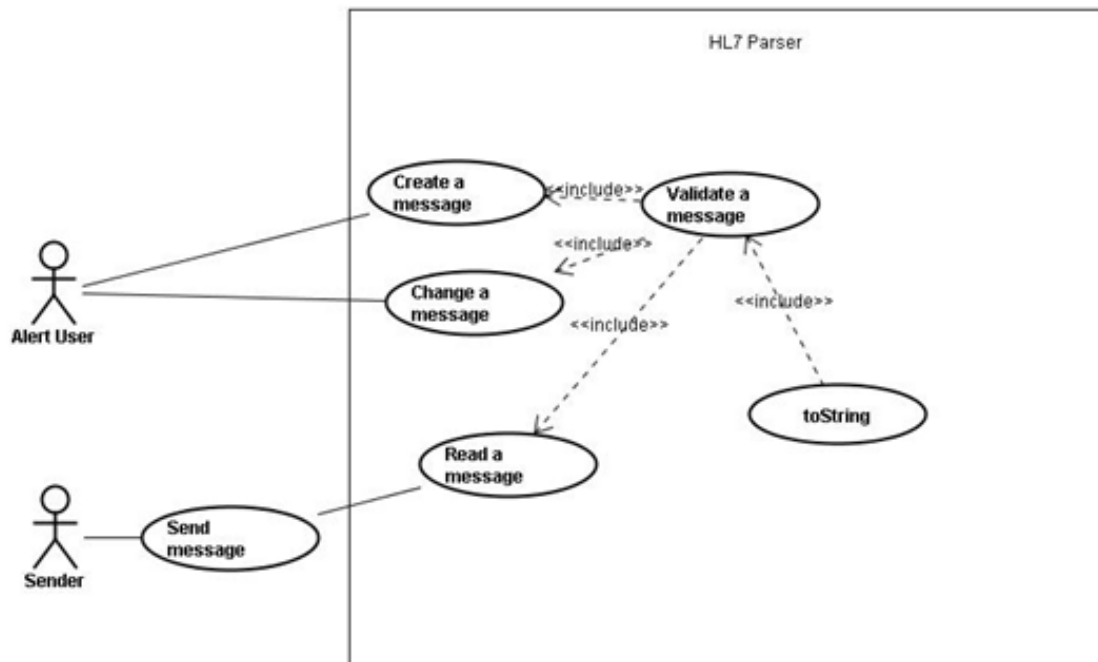 HL7 Parser
Create a
message
<<include>>
Validate a
message
<<include>>
Change a
message
<<include>>
<<include>>
Alert User
toString
Read a
message
Send
message
Sender